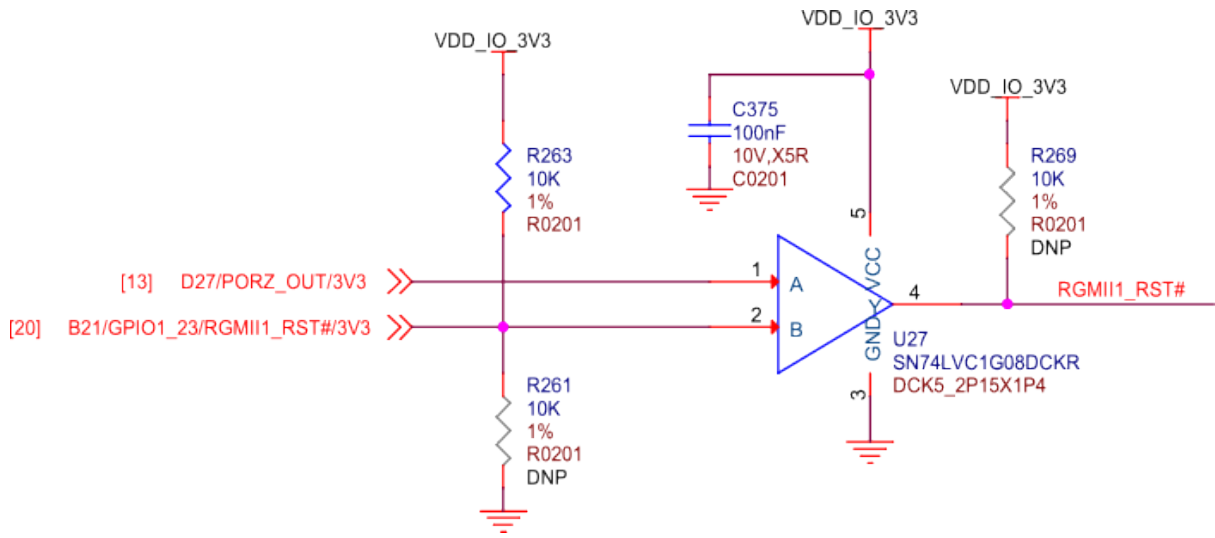 VDD_IO_3V3
VDD_IO_3V3
VDD_IO_3V3
C375
100nF
10V,X5R
C0201
R263
10K
1%
R0201
R269
10K
1%
R0201
DNP
5
VCC
[13] D27/PORZ_OUT/3V3
1
A
[20] B21/GPIO1_23/RGMII1_RST#/3V3
2
B
Y
4
RGMII1_RST#
GND
3
U27
SN74LVC1G08DCKR
DCK5_2P15X1P4
R261
10K
1%
R0201
DNP